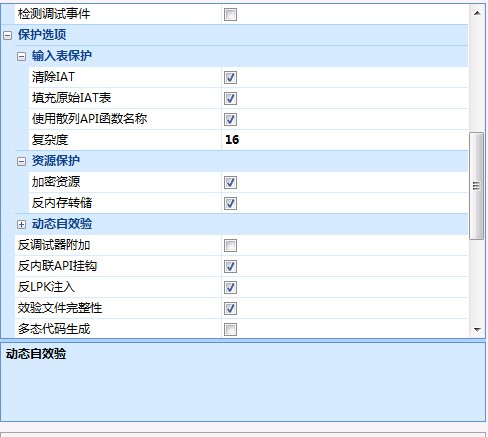 检测调试事件
保护选项
输入表保护
清除IAT
填充原始IAT表
使用散列API函数名称
复杂度 16
资源保护
加密资源
反内存转储
动态自效验
反调试器附加
反内联API挂钩
反LPK注入
效验文件完整性
多态代码生成
动态自效验